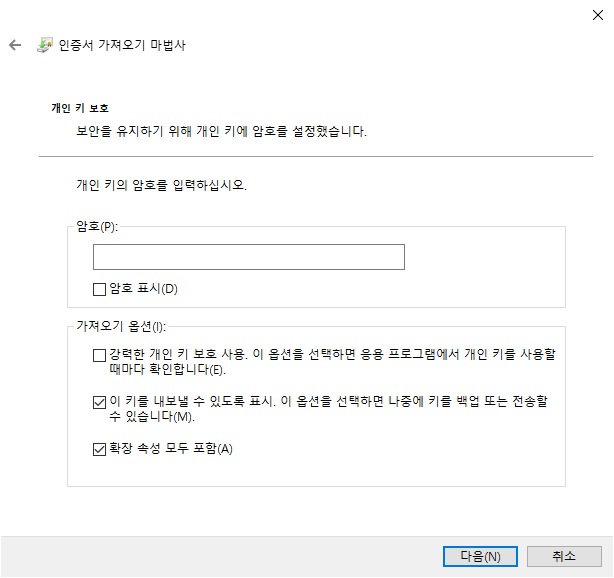 인증서 가져오기 마법사
개인 키 보호
보안을 유지하기 위해 개인 키에 암호를 설정했습니다.
개인 키의 암호를 입력하십시오.
암호(P):
암호 표시(D)
가져오기 옵션(I):
강력한 개인 키 보호 사용. 이 옵션을 선택하면 응용 프로그램에서 개인 키를 사용할
때마다 확인합니다(E).
이 키를 내보낼 수 있도록 표시. 이 옵션을 선택하면 나중에 키를 백업 또는 전송할
수 있습니다(M).
확장 속성 모두 포함(A)
다음(N)
취소